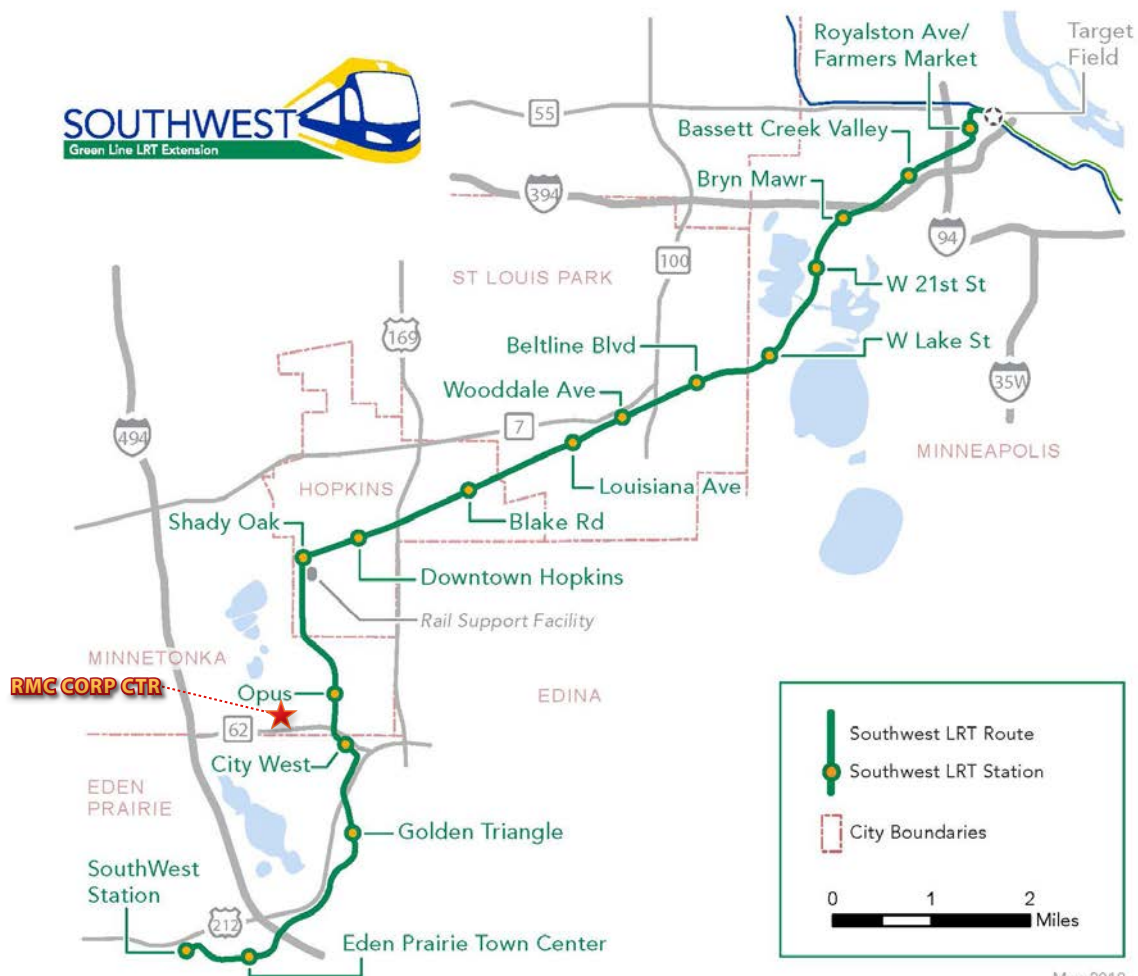 Royalston Ave/
Farmers Market
Target
Field
SOUTHWEST
Green Line LRT Extension
55
Bassett Creek Valley
Bryn Mawr
394
94
100
ST LOUIS PARK
W 21st St
169
Beltline Blvd
W Lake St
Wooddale Ave
35W
494
7
MINNEAPOLIS
HOPKINS
Louisiana Ave
Shady Oak
Blake Rd
Downtown Hopkins
Rail Support Facility
MINNETONKA
RMC CORP CTR
Opus
EDINA
62
City West
Southwest LRT Route
Southwest LRT Station
EDEN
PRAIRIE
Golden Triangle
City Boundaries
SouthWest
Station
0 1 2
Miles
212
Eden Prairie Town Center